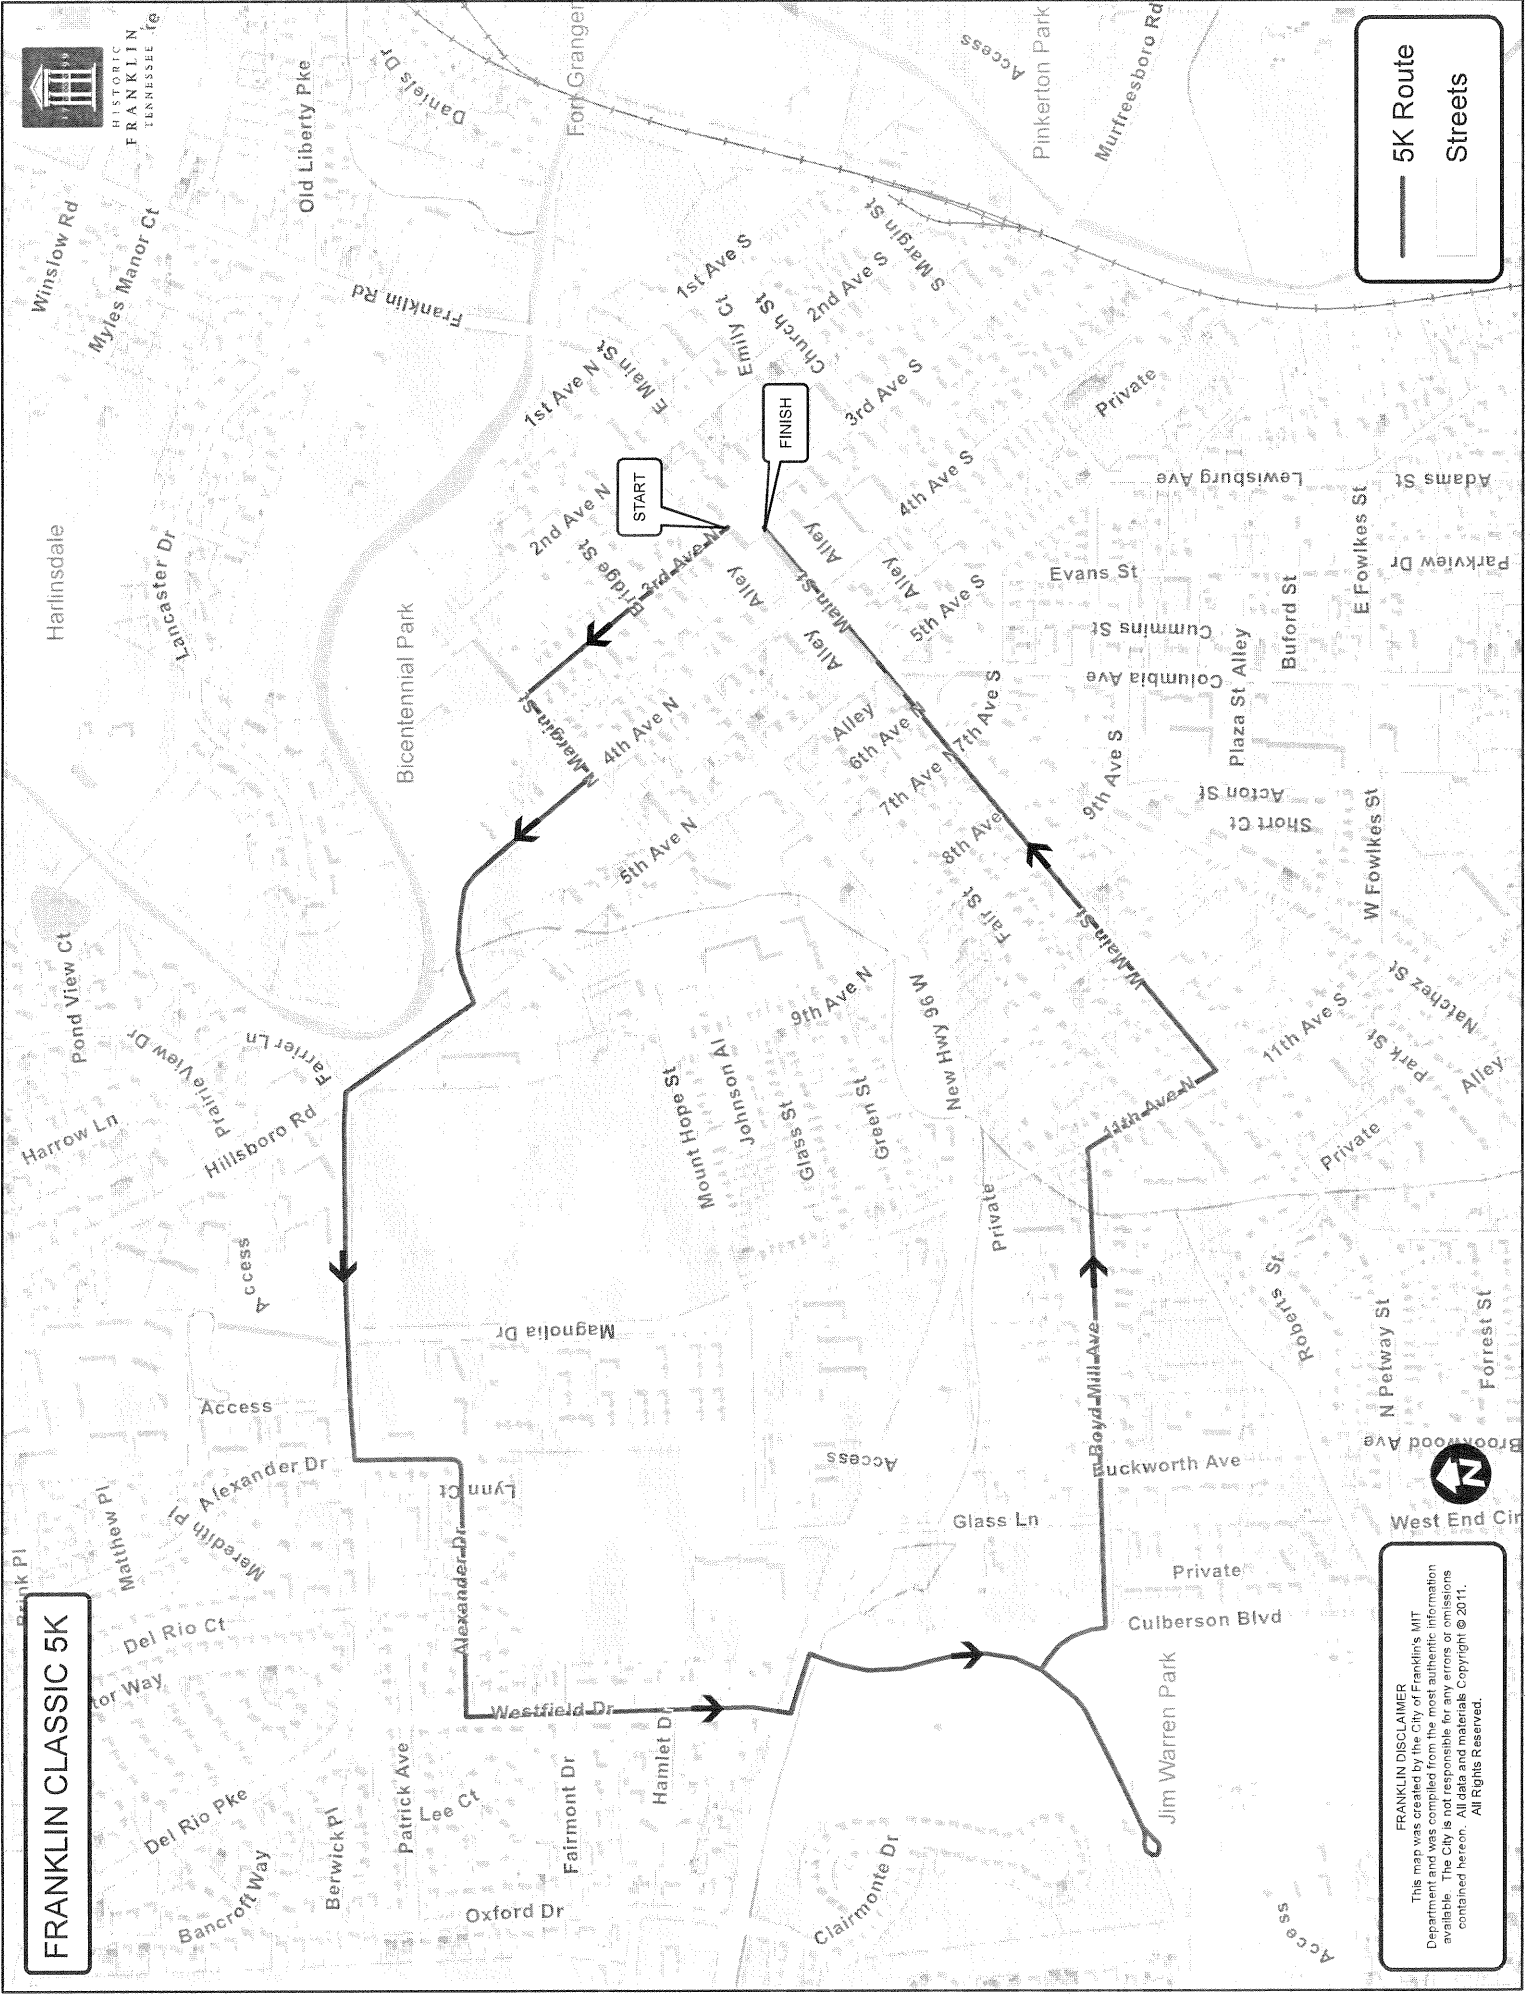 FRANKLIN CLASSIC 5K
HISTORIC
FRANKLIN
TENNESSEE
Winslow Rd
Myles Manor Ct
Old Liberty Pke
Daniels Dr
Fort Granger
Access
Pinkerton Park
Murfreesboro Rd
Harlinsdale
Lancaster Dr
Franklin Rd
Bicentennial Park
1st Ave N
E Main St
1st Ave S
Emily Ct
Church St
2nd Ave S
S Margin St
3rd Ave S
Private
START
FINISH
2nd Ave N
Bridge St
3rd Ave N
N Margin St
4th Ave N
5th Ave N
Alley
Alley
Alley
Alley
Alley
Main St
4th Ave S
5th Ave S
6th Ave N
7th Ave N
7th Ave S
8th Ave
9th Ave S
Fair St
Evans St
Cummins St
Columbia Ave
Lewisburg Ave
Adams St
E Fowlkes St
Parkview Dr
Buford St
Alley
Plaza St
Acton St
Short Ct
W Fowlkes St
Pond View Ct
Prairie View Dr
Farrier Ln
Harrow Ln
Hillsboro Rd
Access
Access
Magnolia Dr
Mount Hope St
Johnson Al
Glass St
Green St
9th Ave N
New Hwy 96 W
Private
W Main St
11th Ave N
11th Ave S
Park St
Natchez St
Alley
Private
Roberts St
N Petway St
Forrest St
Brookwood Ave
West End Cir
Matthew Pl
Meredith Pl
Alexander Dr
Lynn Ct
Alexander Dr
Access
Glass Ln
Boyd Mill Ave
Private
Culberson Blvd
Del Rio Ct
Del Rio Pke
Bancroft Way
Berwick Pl
Patrick Ave
Lee Ct
Westfield Dr
Hamlet Dr
Fairmont Dr
Oxford Dr
Clairmonte Dr
Jim Warren Park
Access
N
5K Route
Streets
FRANKLIN DISCLAIMER
This map was created by the City of Franklin's MIT
Department and was compiled from the most authentic information
available. The City is not responsible for any errors or omissions
contained hereon. All data and materials Copyright © 2011.
All Rights Reserved.